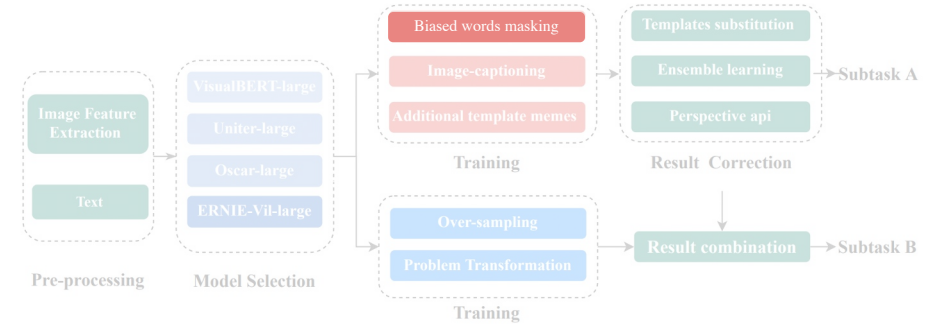 Image Feature
Extraction
Text
Pre-processing
VisualBERT-large
Uniter-large
Oscar-large
ERNIE-Vil-large
Model Selection
Biased words masking
Image-captioning
Additional template memes
Training
Over-sampling
Problem Transformation
Training
Templates substitution
Ensemble learning
Perspective api
Result Correction
Result combination
Subtask A
Subtask B